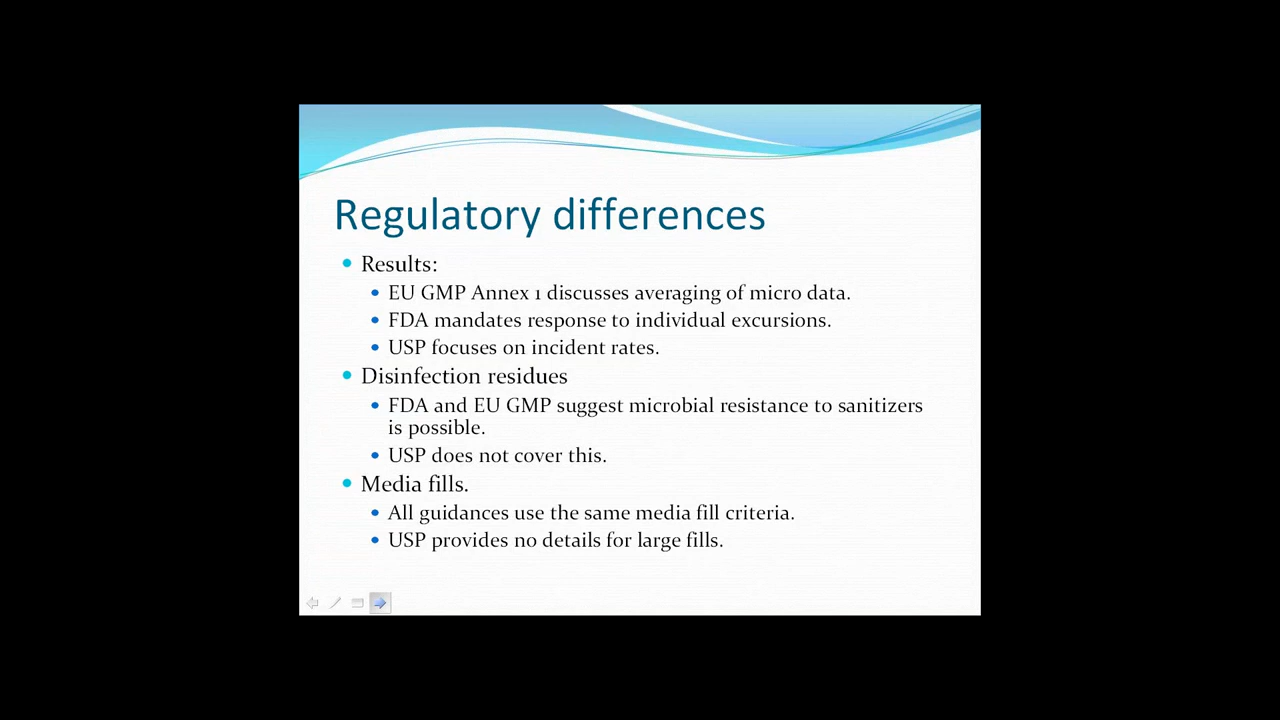 Regulatory differences
Results:
EU GMP Annex 1 discusses averaging of micro data.
FDA mandates response to individual excursions.
USP focuses on incident rates.
Disinfection residues
FDA and EU GMP suggest microbial resistance to sanitizers
is possible.
USP does not cover this.
Media fills.
All guidances use the same media fill criteria.
USP provides no details for large fills.